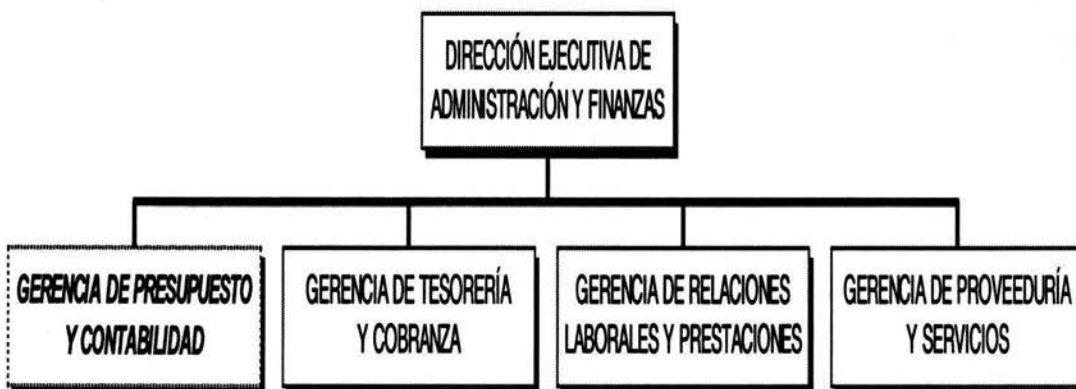 DIRECCIÓN EJECUTIVA DE
ADMINISTRACIÓN Y FINANZAS
GERENCIA DE PRESUPUESTO
Y CONTABILIDAD
GERENCIA DE TESORERÍA
Y COBRANZA
GERENCIA DE RELACIONES
LABORALES Y PRESTACIONES
GERENCIA DE PROVEEDURÍA
Y SERVICIOS